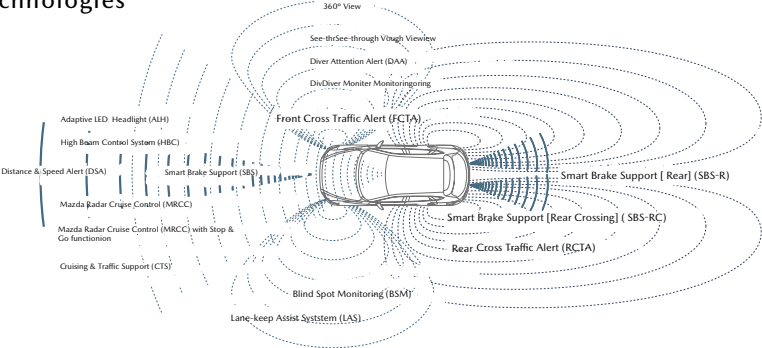 chnologies
360° View
See-thrSee-through Vough Viewview
Diver Attention Alert (DAA)
DivDiver Moniter Monitoringoring
Front Cross Traffic Alert (FCTA)
Adaptive LED Headlight (ALH)
High Beam Control System (HBC)
Distance & Speed Alert (DSA)
Smart Brake Support (SBS)
Smart Brake Support [ Rear] (SBS-R)
Mazda Radar Cruise Control (MRCC)
Smart Brake Support [Rear Crossing] ( SBS-RC)
Mazda Radar Cruise Control (MRCC) with Stop &
Go functionion
Rear Cross Traffic Alert (RCTA)
Cruising & Traffic Support (CTS)
Blind Spot Monitoring (BSM)
Lane-keep Assist Syststem (LAS)